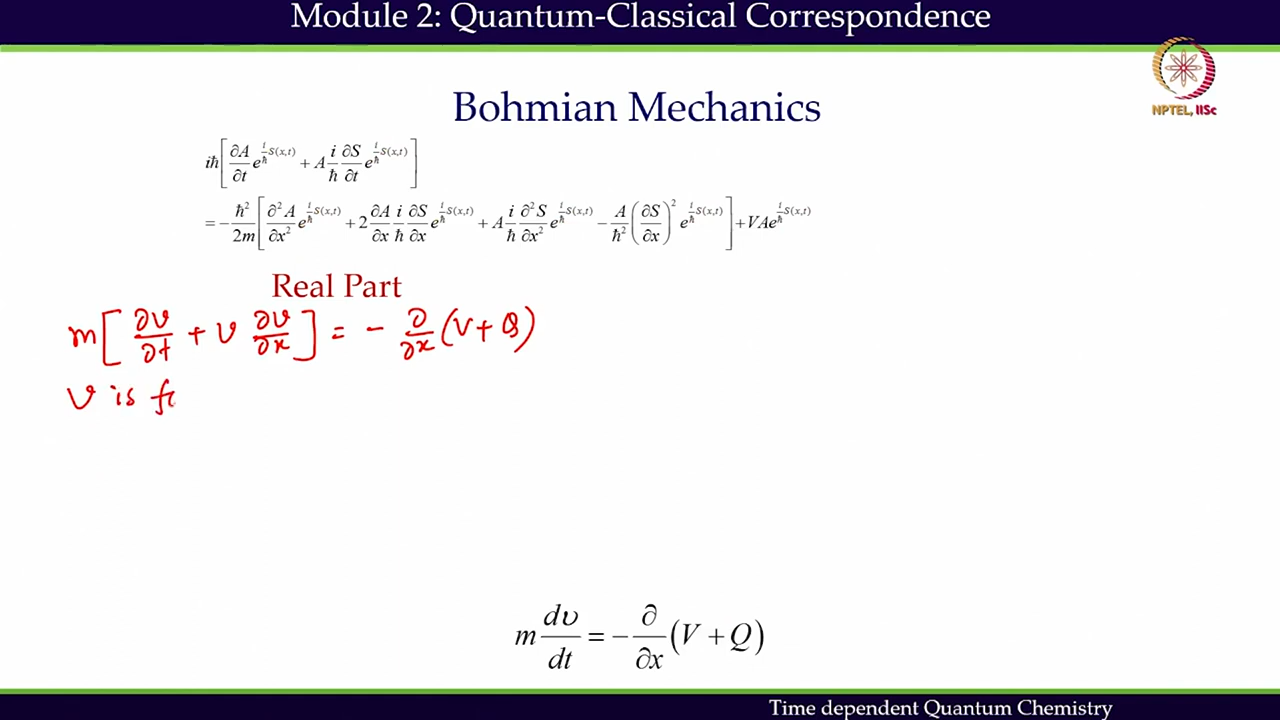 Module 2: Quantum-Classical Correspondence
NPTEL, IISc
Bohmian Mechanics
iħ[∂A/∂t e^{(i/ħ)S(x,t)} + A (i/ħ) ∂S/∂t e^{(i/ħ)S(x,t)}]
= −ħ²/2m [∂²A/∂x² e^{(i/ħ)S(x,t)} + 2 ∂A/∂x (i/ħ) ∂S/∂x e^{(i/ħ)S(x,t)} + A (i/ħ) ∂²S/∂x² e^{(i/ħ)S(x,t)} − A/ħ² (∂S/∂x)² e^{(i/ħ)S(x,t)}] + VAe^{(i/ħ)S(x,t)}
Real Part
m[∂υ/∂t + υ ∂υ/∂x] = − ∂/∂x (V + Q)
υ is
m dυ/dt = − ∂/∂x (V + Q)
Time dependent Quantum Chemistry